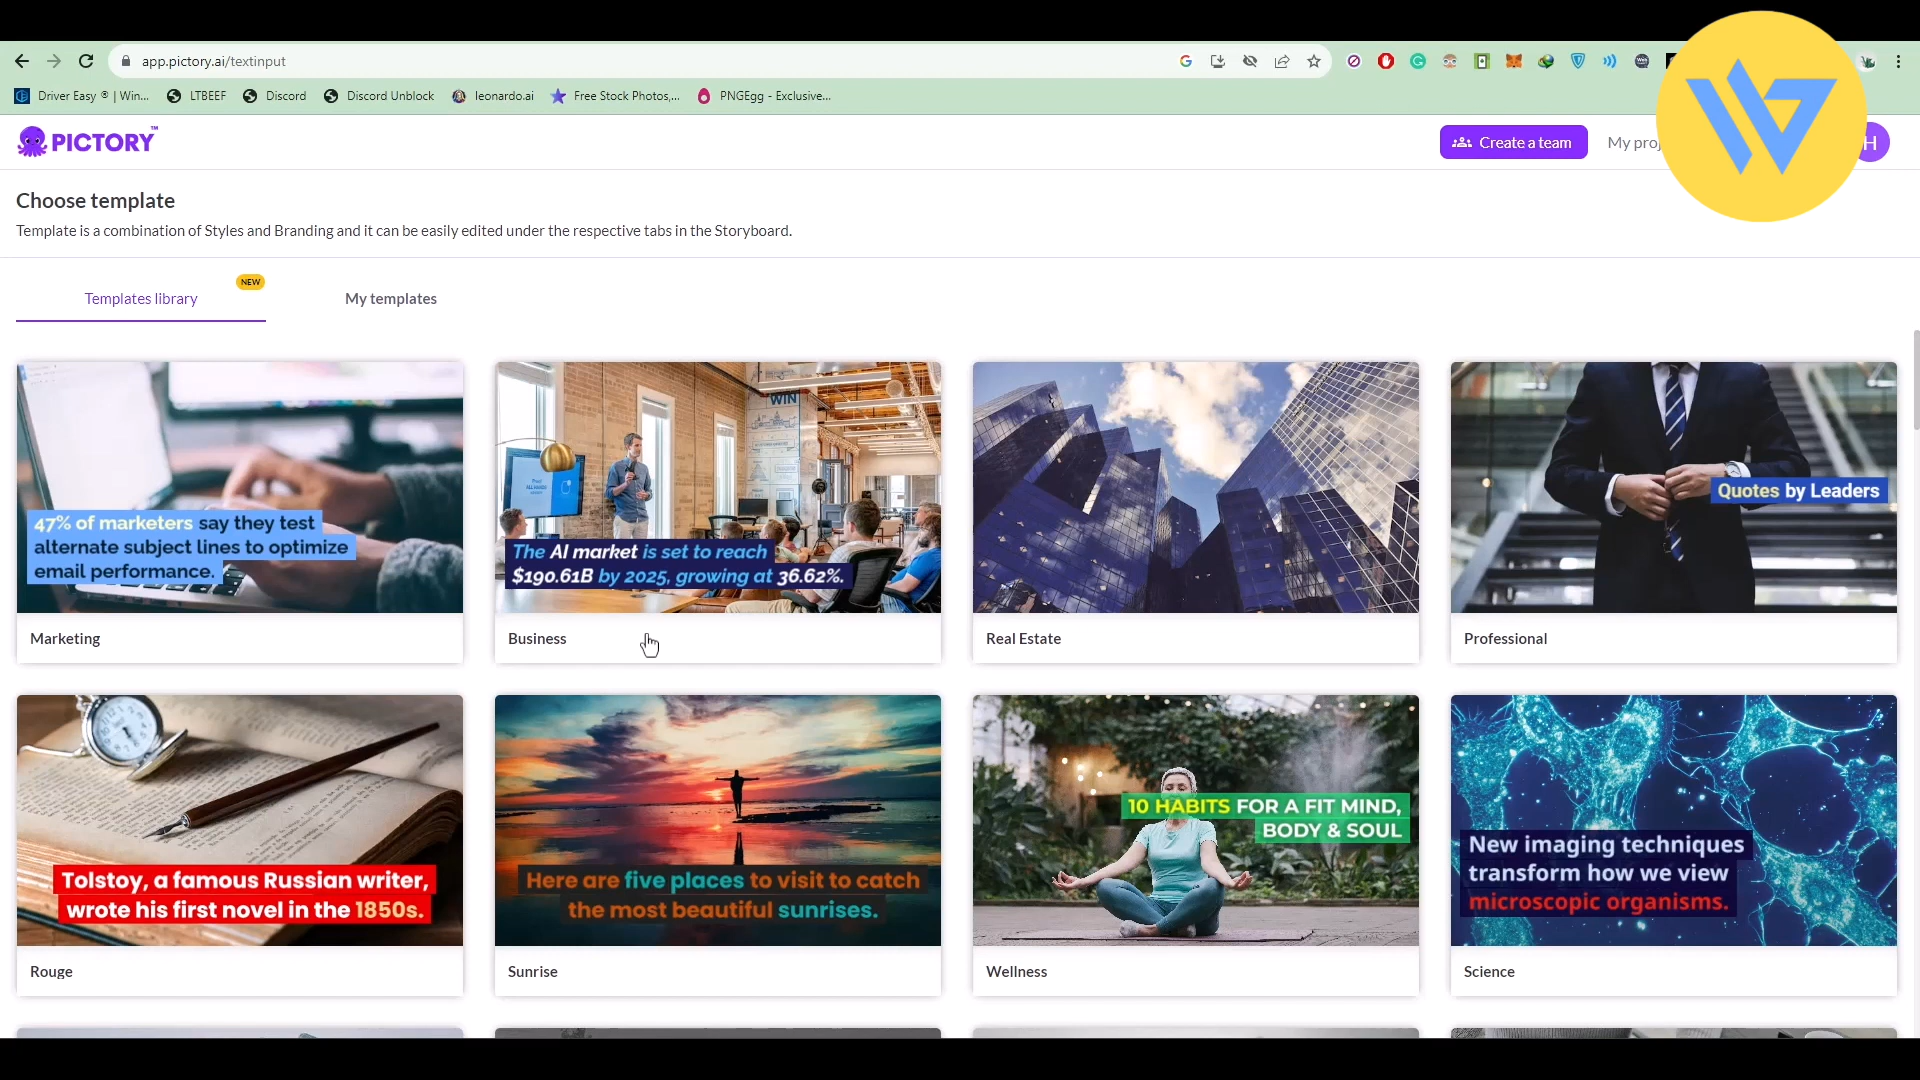 app.pictory.ai/textinput
Driver Easy ® | Win...
LTBEEF
Discord
Discord Unblock
leonardo.ai
Free Stock Photos,...
PNGEgg - Exclusive...
PICTORY™
Create a team
My proj
H
Choose template
Template is a combination of Styles and Branding and it can be easily edited under the respective tabs in the Storyboard.
Templates library
NEW
My templates
47% of marketers say they test
alternate subject lines to optimize
email performance.
WIN
The AI market is set to reach
$190.61B by 2025, growing at 36.62%.
Quotes by Leaders
Marketing
Business
Real Estate
Professional
Tolstoy, a famous Russian writer,
wrote his first novel in the 1850s.
Here are five places to visit to catch
the most beautiful sunrises.
10 HABITS FOR A FIT MIND,
BODY & SOUL
New imaging techniques
transform how we view
microscopic organisms.
Rouge
Sunrise
Wellness
Science